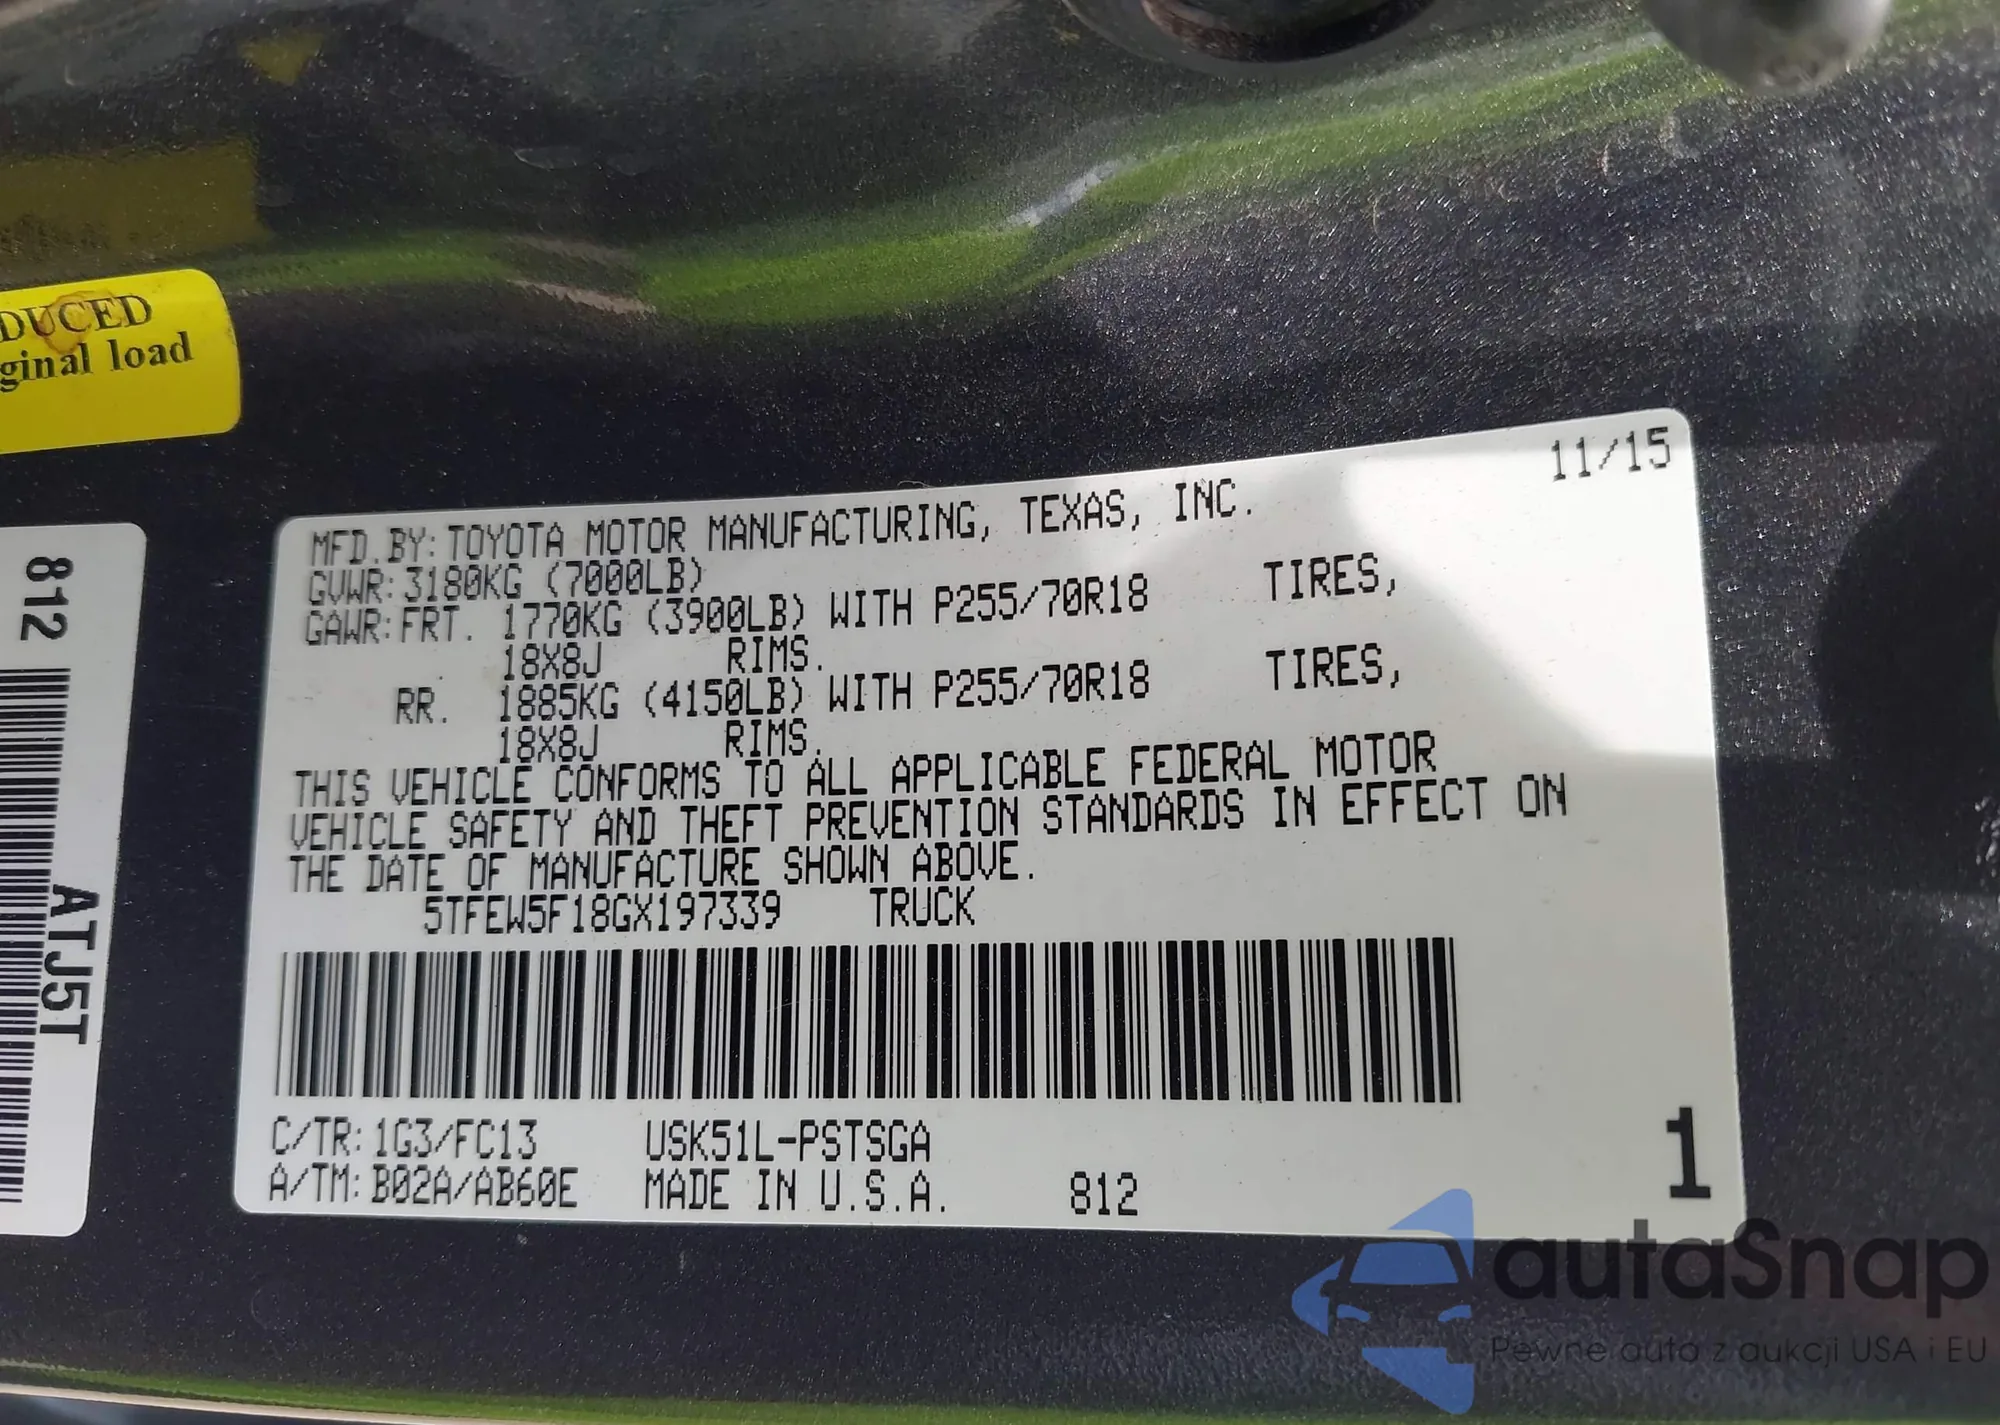 DUCED
ginal load
812
ATJ5T
11/15
MFD.BY:TOYOTA MOTOR MANUFACTURING, TEXAS, INC.
GVWR:3180KG (7000LB)
GAWR:FRT. 1770KG (3900LB) WITH P255/70R18 TIRES,
18X8J RIMS.
RR. 1885KG (4150LB) WITH P255/70R18 TIRES,
18X8J RIMS.
THIS VEHICLE CONFORMS TO ALL APPLICABLE FEDERAL MOTOR
VEHICLE SAFETY AND THEFT PREVENTION STANDARDS IN EFFECT ON
THE DATE OF MANUFACTURE SHOWN ABOVE.
5TFEW5F18GX197339 TRUCK
C/TR:1G3/FC13 USK51L-PSTSGA
A/TM:B02A/AB60E MADE IN U.S.A. 812
1
autaSnap
Pewne auta z aukcji USA i EU